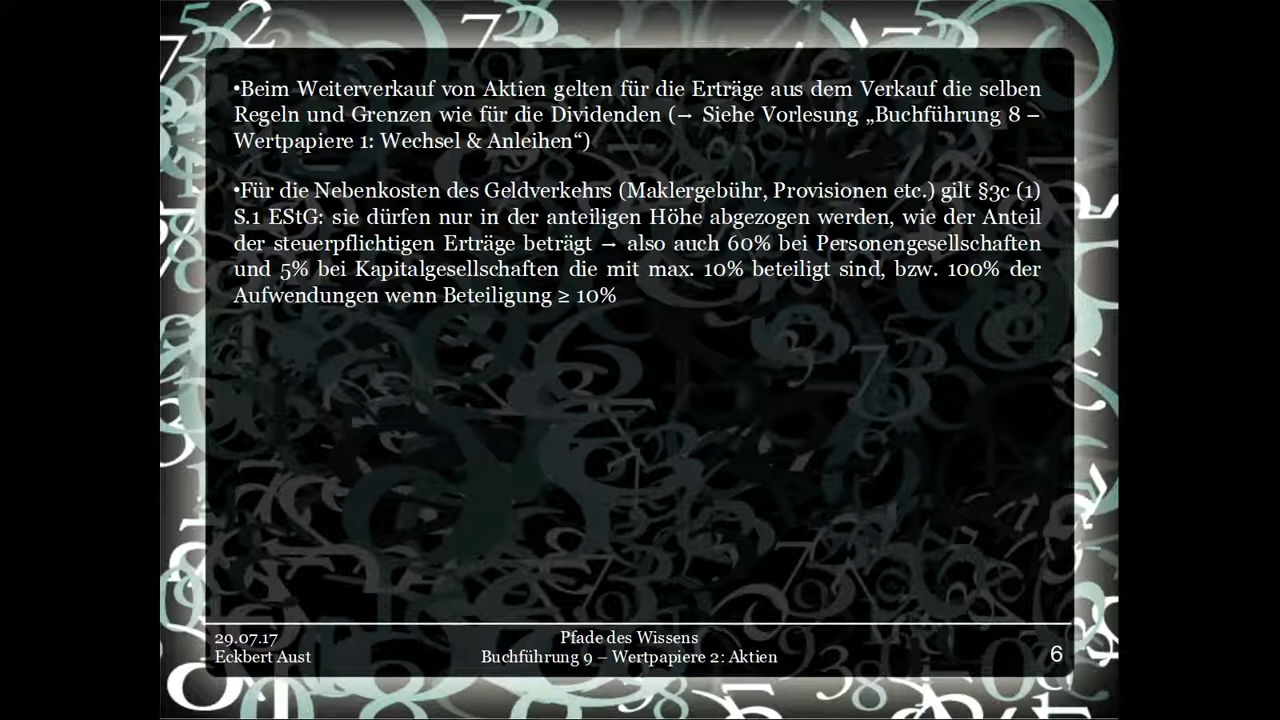 •Beim Weiterverkauf von Aktien gelten für die Erträge aus dem Verkauf die selben
Regeln und Grenzen wie für die Dividenden (→ Siehe Vorlesung „Buchführung 8 –
Wertpapiere 1: Wechsel & Anleihen“)
•Für die Nebenkosten des Geldverkehrs (Maklergebühr, Provisionen etc.) gilt §3c (1)
S.1 EStG: sie dürfen nur in der anteiligen Höhe abgezogen werden, wie der Anteil
der steuerpflichtigen Erträge beträgt → also auch 60% bei Personengesellschaften
und 5% bei Kapitalgesellschaften die mit max. 10% beteiligt sind, bzw. 100% der
Aufwendungen wenn Beteiligung ≥ 10%
29.07.17
Eckbert Aust
Pfade des Wissens
Buchführung 9 – Wertpapiere 2: Aktien
6